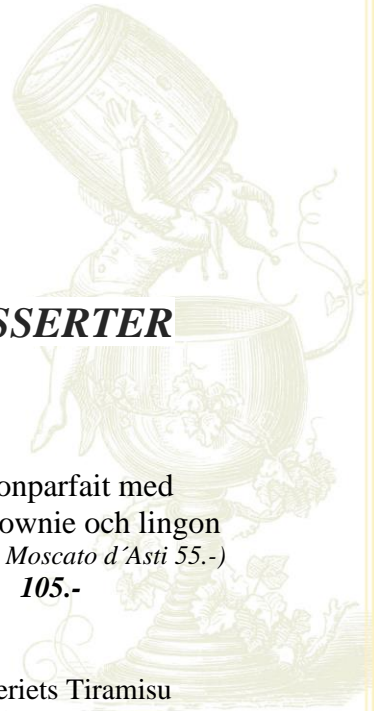 SSERTER
onparfait med
ownie och lingon
Moscato d´Asti 55.-)
105.-
eriets Tiramisu